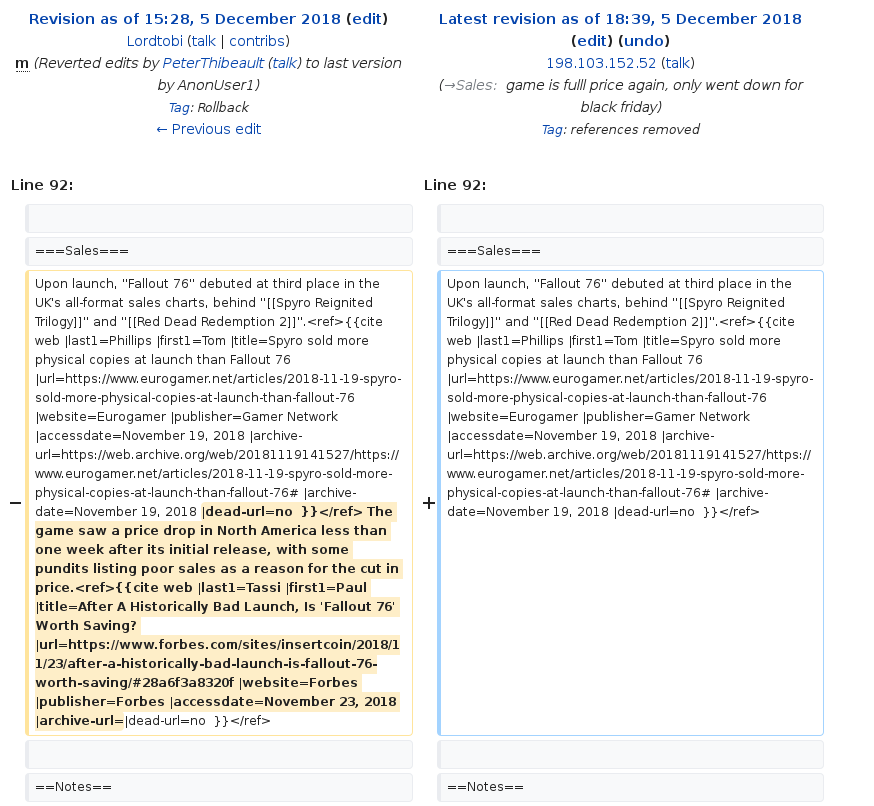 Revision as of 15:28, 5 December 2018 (edit)
Lordtobi (talk | contribs)
m (Reverted edits by PeterThibeault (talk) to last version
by AnonUser1)
Tag: Rollback
← Previous edit
Latest revision as of 18:39, 5 December 2018
(edit) (undo)
198.103.152.52 (talk)
(→Sales: game is fulll price again, only went down for
black friday)
Tag: references removed
Line 92:
Line 92:
===Sales===
===Sales===
−
Upon launch, ''Fallout 76'' debuted at third place in the
UK's all-format sales charts, behind ''[[Spyro Reignited
Trilogy]]'' and ''[[Red Dead Redemption 2]]''.<ref>{{cite
web |last1=Phillips |first1=Tom |title=Spyro sold more
physical copies at launch than Fallout 76
|url=https://www.eurogamer.net/articles/2018-11-19-spyro-
sold-more-physical-copies-at-launch-than-fallout-76
|website=Eurogamer |publisher=Gamer Network
|accessdate=November 19, 2018 |archive-
url=https://web.archive.org/web/20181119141527/https://
www.eurogamer.net/articles/2018-11-19-spyro-sold-more-
physical-copies-at-launch-than-fallout-76# |archive-
date=November 19, 2018 |dead-url=no }}</ref> The
game saw a price drop in North America less than
one week after its initial release, with some
pundits listing poor sales as a reason for the cut in
price.<ref>{{cite web |last1=Tassi |first1=Paul
|title=After A Historically Bad Launch, Is 'Fallout 76'
Worth Saving?
|url=https://www.forbes.com/sites/insertcoin/2018/1
1/23/after-a-historically-bad-launch-is-fallout-76-
worth-saving/#28a6f3a8320f |website=Forbes
|publisher=Forbes |accessdate=November 23, 2018
|archive-url=|dead-url=no }}</ref>
+
Upon launch, ''Fallout 76'' debuted at third place in the
UK's all-format sales charts, behind ''[[Spyro Reignited
Trilogy]]'' and ''[[Red Dead Redemption 2]]''.<ref>{{cite
web |last1=Phillips |first1=Tom |title=Spyro sold more
physical copies at launch than Fallout 76
|url=https://www.eurogamer.net/articles/2018-11-19-spyro-
sold-more-physical-copies-at-launch-than-fallout-76
|website=Eurogamer |publisher=Gamer Network
|accessdate=November 19, 2018 |archive-
url=https://web.archive.org/web/20181119141527/https://
www.eurogamer.net/articles/2018-11-19-spyro-sold-more-
physical-copies-at-launch-than-fallout-76# |archive-
date=November 19, 2018 |dead-url=no }}</ref>
==Notes==
==Notes==